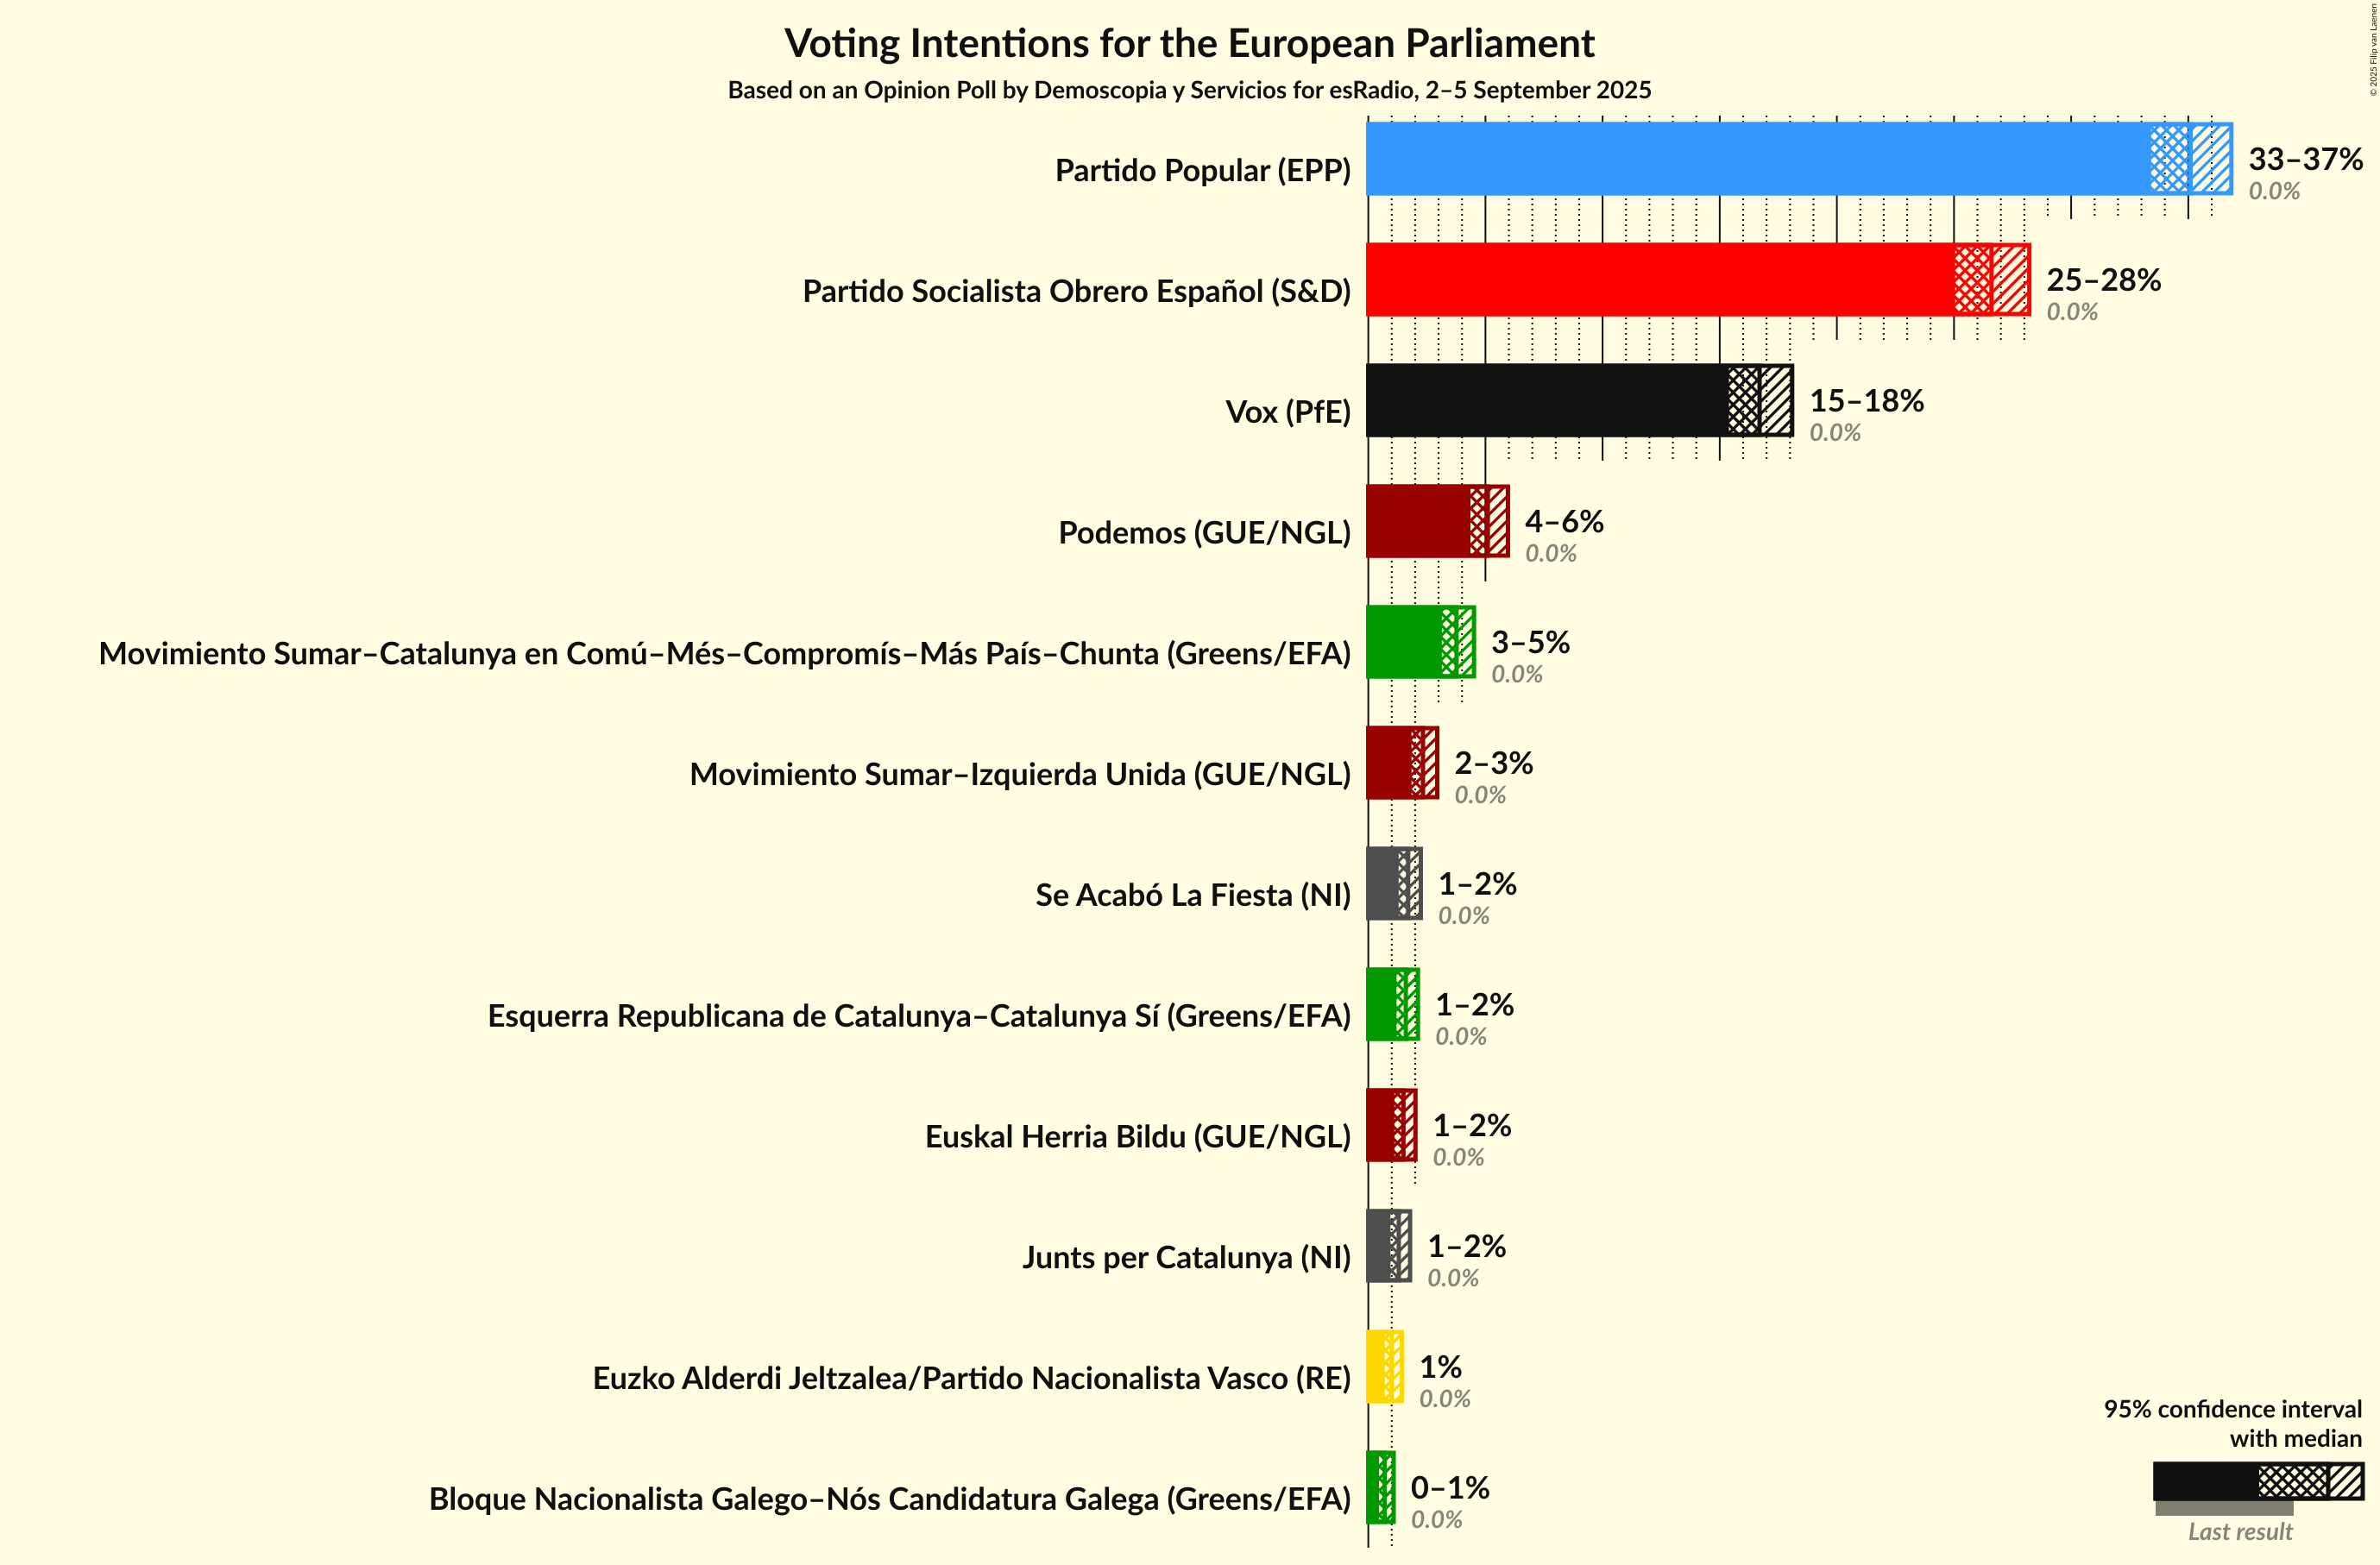 Voting Intentions for the European Parliament
Based on an Opinion Poll by Demoscopia y Servicios for esRadio, 2–5 September 2025
© 2025 Filip van Laenen
Partido Popular (EPP)
33–37%
0.0%
Partido Socialista Obrero Español (S&D)
25–28%
0.0%
Vox (PfE)
15–18%
0.0%
Podemos (GUE/NGL)
4–6%
0.0%
Movimiento Sumar–Catalunya en Comú–Més–Compromís–Más País–Chunta (Greens/EFA)
3–5%
0.0%
Movimiento Sumar–Izquierda Unida (GUE/NGL)
2–3%
0.0%
Se Acabó La Fiesta (NI)
1–2%
0.0%
Esquerra Republicana de Catalunya–Catalunya Sí (Greens/EFA)
1–2%
0.0%
Euskal Herria Bildu (GUE/NGL)
1–2%
0.0%
Junts per Catalunya (NI)
1–2%
0.0%
Euzko Alderdi Jeltzalea/Partido Nacionalista Vasco (RE)
1%
0.0%
Bloque Nacionalista Galego–Nós Candidatura Galega (Greens/EFA)
0–1%
0.0%
95% confidence interval
with median
Last result